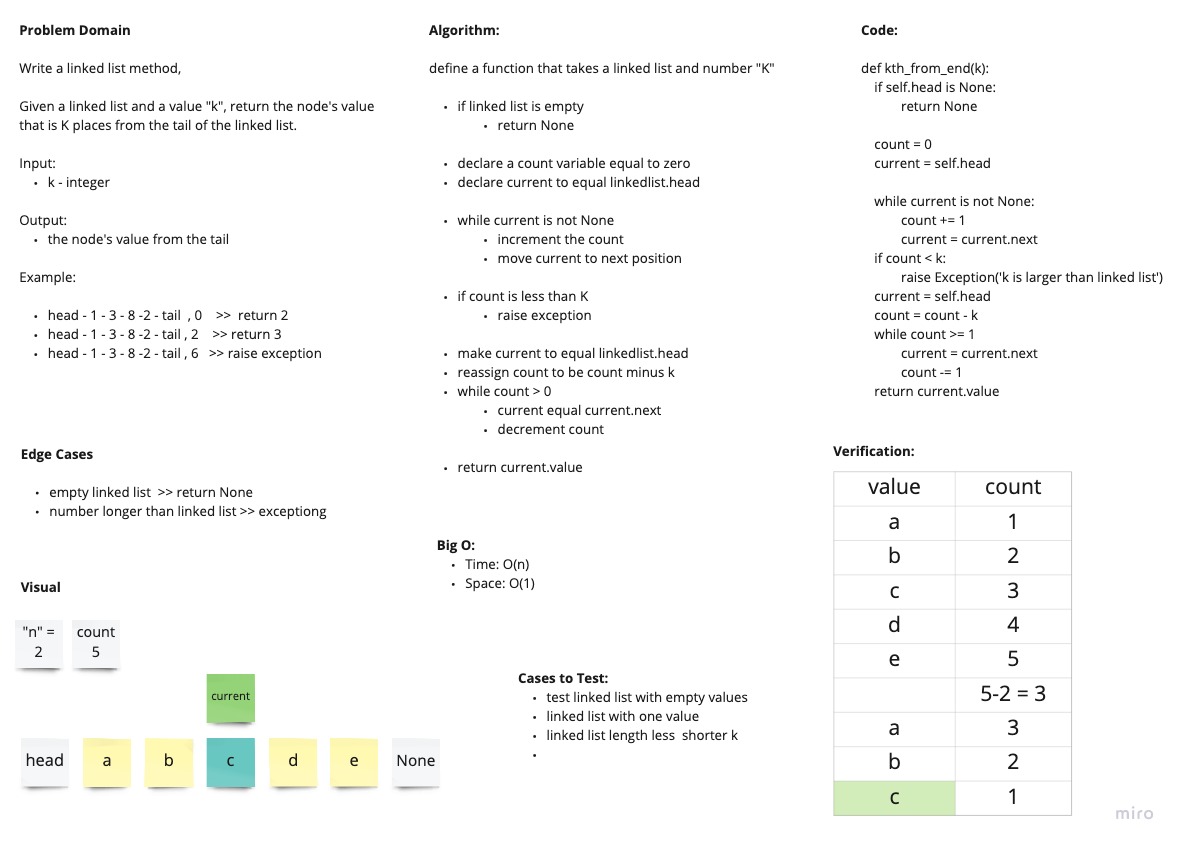 Problem Domain
Write a linked list method,
Given a linked list and a value "k", return the node's value
that is K places from the tail of the linked list.
Input:
• k - integer
Output:
• the node's value from the tail
Example:
• head - 1 - 3 - 8 -2 - tail , 0 >> return 2
• head - 1 - 3 - 8 -2 - tail , 2 >> return 3
• head - 1 - 3 - 8 -2 - tail , 6 >> raise exception
Edge Cases
• empty linked list >> return None
• number longer than linked list >> exceptiong
Visual
"n" =
2
count
5
current
head a b c d e None
Algorithm:
define a function that takes a linked list and number "K"
• if linked list is empty
• return None
• declare a count variable equal to zero
• declare current to equal linkedlist.head
• while current is not None
• increment the count
• move current to next position
• if count is less than K
• raise exception
• make current to equal linkedlist.head
• reassign count to be count minus k
• while count > 0
• current equal current.next
• decrement count
• return current.value
Big O:
• Time: O(n)
• Space: O(1)
Cases to Test:
• test linked list with empty values
• linked list with one value
• linked list length less shorter k
•
Code:
def kth_from_end(k):
if self.head is None:
return None
count = 0
current = self.head
while current is not None:
count += 1
current = current.next
if count < k:
raise Exception('k is larger than linked list')
current = self.head
count = count - k
while count >= 1
current = current.next
count -= 1
return current.value
Verification:
value count
a 1
b 2
c 3
d 4
e 5
5-2 = 3
a 3
b 2
c 1
miro